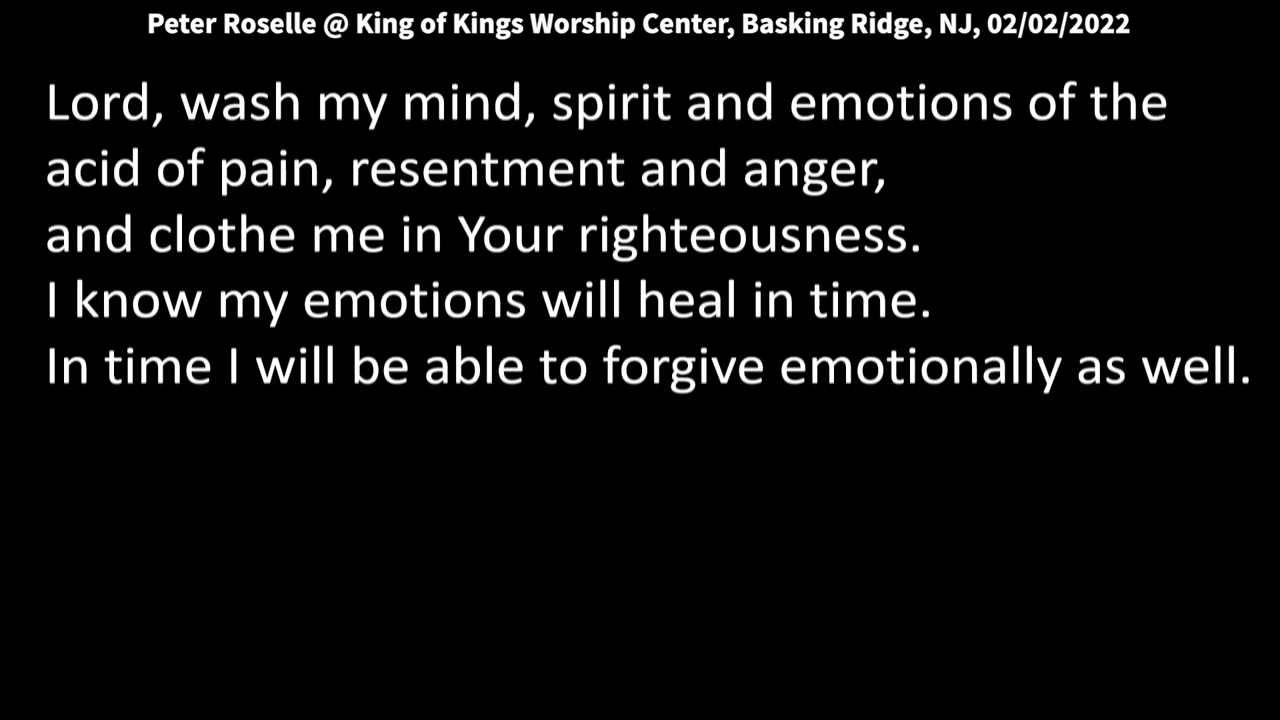 Peter Roselle @ King of Kings Worship Center, Basking Ridge, NJ, 02/02/2022
Lord, wash my mind, spirit and emotions of the
acid of pain, resentment and anger,
and clothe me in Your righteousness.
I know my emotions will heal in time.
In time I will be able to forgive emotionally as well.